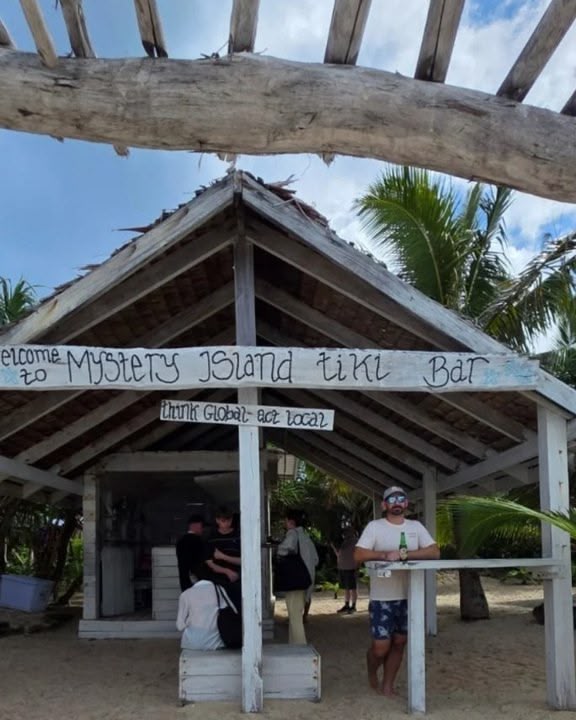 welcome
to Mystery Island tiki Bar
think Global - act Local